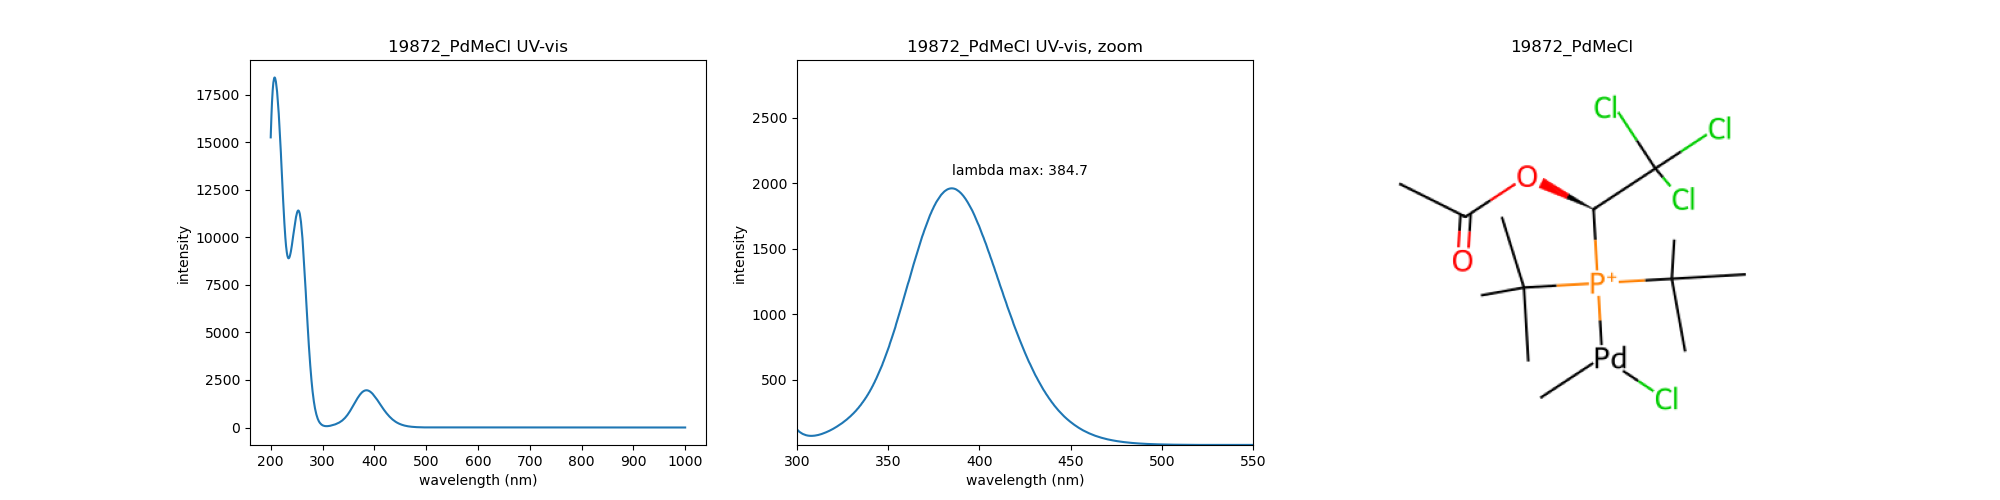 19872_PdMeCl UV-vis
intensity
17500
15000
12500
10000
7500
5000
2500
0
200 300 400 500 600 700 800 900 1000
wavelength (nm)
19872_PdMeCl UV-vis, zoom
intensity
2500
2000
1500
1000
500
lambda max: 384.7
300 350 400 450 500 550
wavelength (nm)
19872_PdMeCl
Cl
Cl
O
Cl
O
P+
Pd
Cl